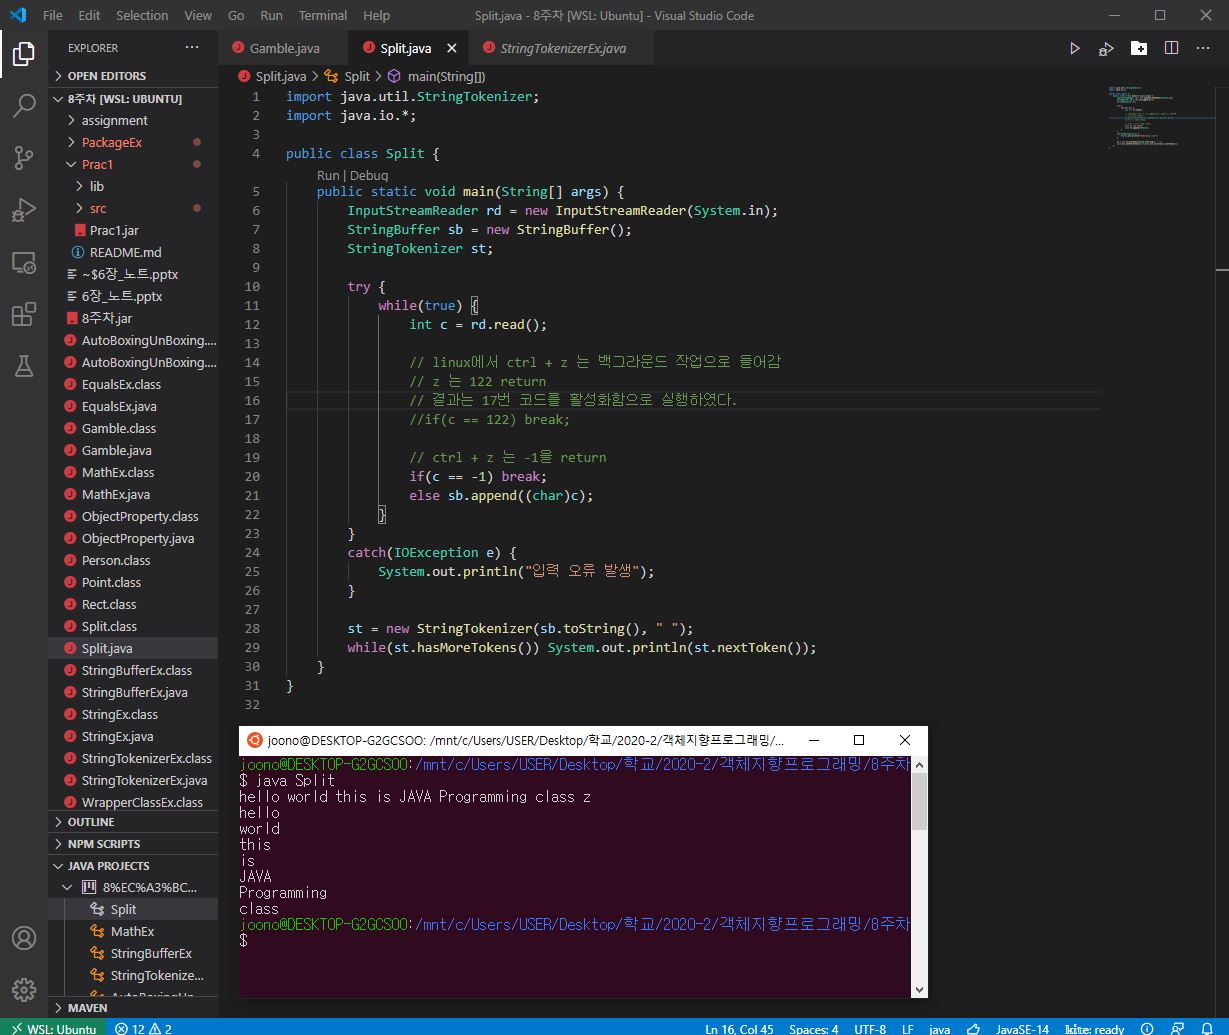 File Edit Selection View Go Run Terminal Help Split.java - 8주차 [WSL: Ubuntu] - Visual Studio Code
EXPLORER
OPEN EDITORS
8주차 [WSL: UBUNTU]
assignment
PackageEx
Prac1
lib
src
Prac1.jar
README.md
~$6장_노트.pptx
6장_노트.pptx
8주차.jar
AutoBoxingUnBoxing....
AutoBoxingUnBoxing....
EqualsEx.class
EqualsEx.java
Gamble.class
Gamble.java
MathEx.class
MathEx.java
ObjectProperty.class
ObjectProperty.java
Person.class
Point.class
Rect.class
Split.class
Split.java
StringBufferEx.class
StringBufferEx.java
StringEx.class
StringEx.java
StringTokenizerEx.class
StringTokenizerEx.java
WrapperClassEx.class
OUTLINE
NPM SCRIPTS
JAVA PROJECTS
8%EC%A3%BC...
Split
MathEx
StringBufferEx
StringTokenize...
MAVEN
Gamble.java Split.java StringTokenizerEx.java
Split.java > Split > main(String[])
1 import java.util.StringTokenizer;
2 import java.io.*;
3
4 public class Split {
Run | Debug
5 public static void main(String[] args) {
6 InputStreamReader rd = new InputStreamReader(System.in);
7 StringBuffer sb = new StringBuffer();
8 StringTokenizer st;
9
10 try {
11 while(true) {
12 int c = rd.read();
13
14 // linux에서 ctrl + z 는 백그라운드 작업으로 들어감
15 // z 는 122 return
16 // 결과는 17번 코드를 활성화함으로 실행하였다.
17 //if(c == 122) break;
18
19 // ctrl + z 는 -1을 return
20 if(c == -1) break;
21 else sb.append((char)c);
22 }
23 }
24 catch(IOException e) {
25 System.out.println("입력 오류 발생");
26 }
27
28 st = new StringTokenizer(sb.toString(), " ");
29 while(st.hasMoreTokens()) System.out.println(st.nextToken());
30 }
31 }
32
joono@DESKTOP-G2GCSOO: /mnt/c/Users/USER/Desktop/학교/2020-2/객체지향프로그래밍/...
joono@DESKTOP-G2GCSOO:/mnt/c/Users/USER/Desktop/학교/2020-2/객체지향프로그래밍/8주차
$ java Split
hello world this is JAVA Programming class z
hello
world
this
is
JAVA
Programming
class
joono@DESKTOP-G2GCSOO:/mnt/c/Users/USER/Desktop/학교/2020-2/객체지향프로그래밍/8주차
$
WSL: Ubuntu 12 2 Ln 16, Col 45 Spaces: 4 UTF-8 LF java JavaSE-14 kite: ready